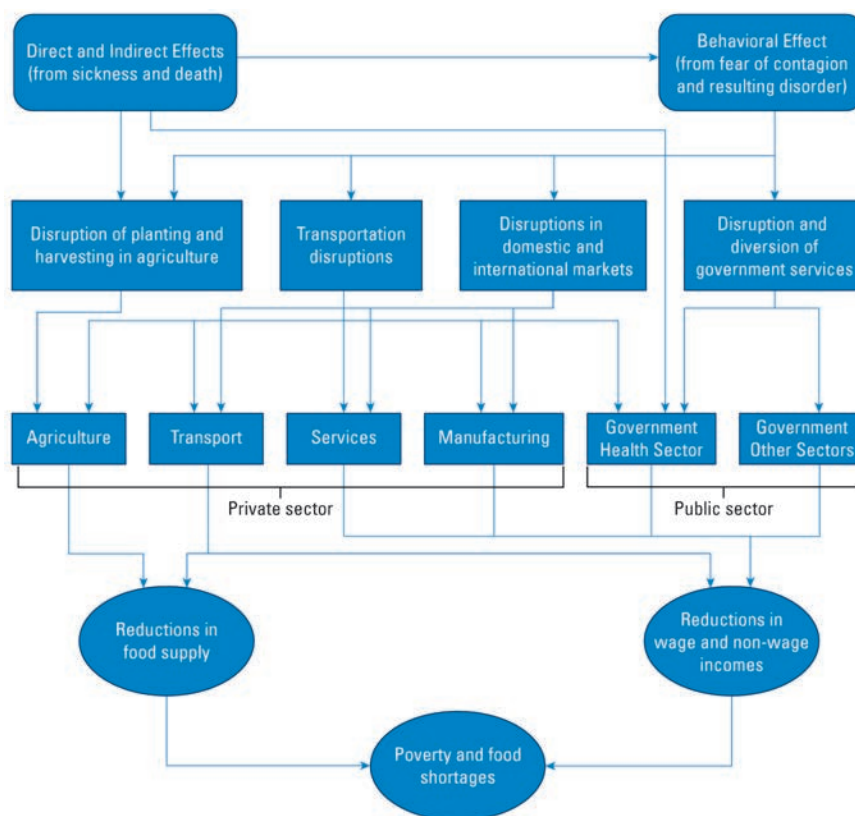 Direct and Indirect Effects
(from sickness and death)
Behavioral Effect
(from fear of contagion
and resulting disorder)
Disruption of planting and
harvesting in agriculture
Transportation
disruptions
Disruptions in
domestic and
international markets
Disruption and
diversion of
government services
Agriculture
Transport
Services
Manufacturing
Government
Health Sector
Government
Other Sectors
Private sector
Public sector
Reductions in
food supply
Reductions in
wage and non-wage
incomes
Poverty and food
shortages